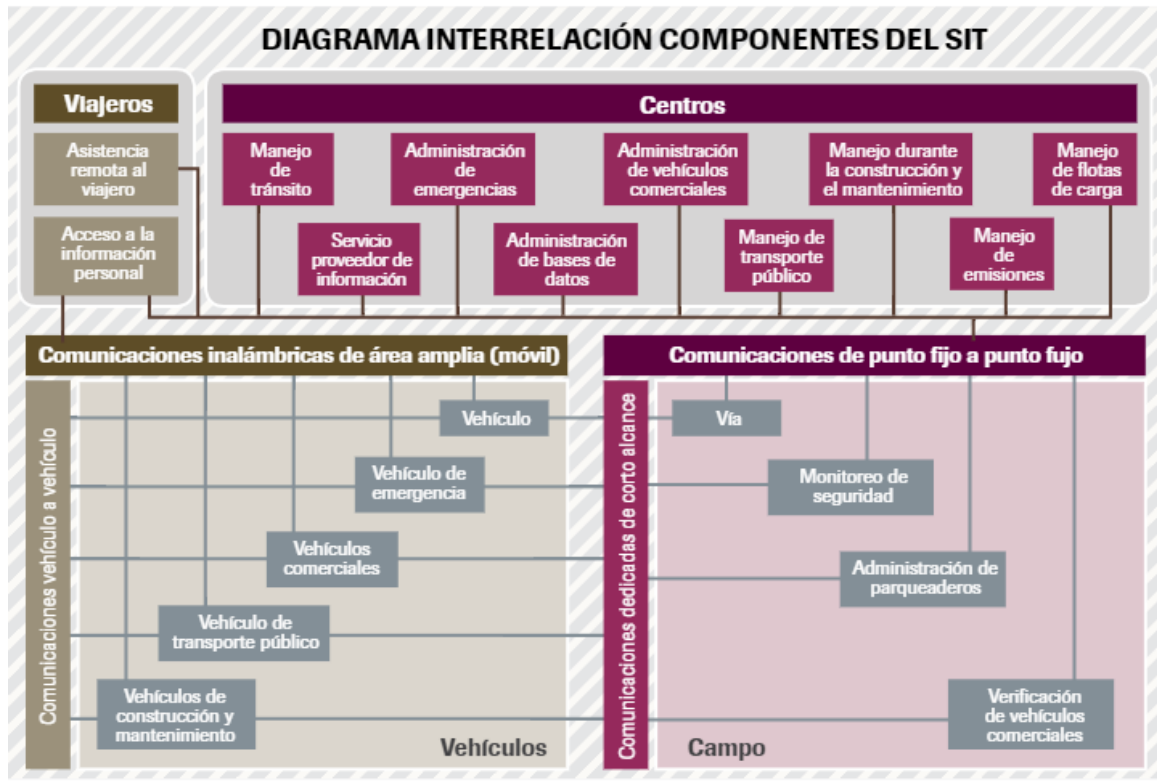 DIAGRAMA INTERRELACIÓN COMPONENTES DEL SIT
Viajeros
Asistencia
remota al
viajero
Acceso a la
información
personal
Centros
Manejo
de
tránsito
Administración
de
emergencias
Administración
de vehículos
comerciales
Manejo durante
la construcción y
el mantenimiento
Manejo
de flotas
de carga
Servicio
proveedor de
información
Administración
de bases de
datos
Manejo de
transporte
público
Manejo
de
emisiones
Comunicaciones inalámbricas de área amplia (móvil)
Comunicaciones vehículo a vehículo
Vehículo
Vehículo de
emergencia
Vehículos
comerciales
Vehículo de
transporte público
Vehículos de
construcción y
mantenimiento
Vehículos
Comunicaciones de punto fijo a punto fujo
Comunicaciones dedicadas de corto alcance
Vía
Monitoreo de
seguridad
Administración de
parqueaderos
Verificación
de vehículos
comerciales
Campo